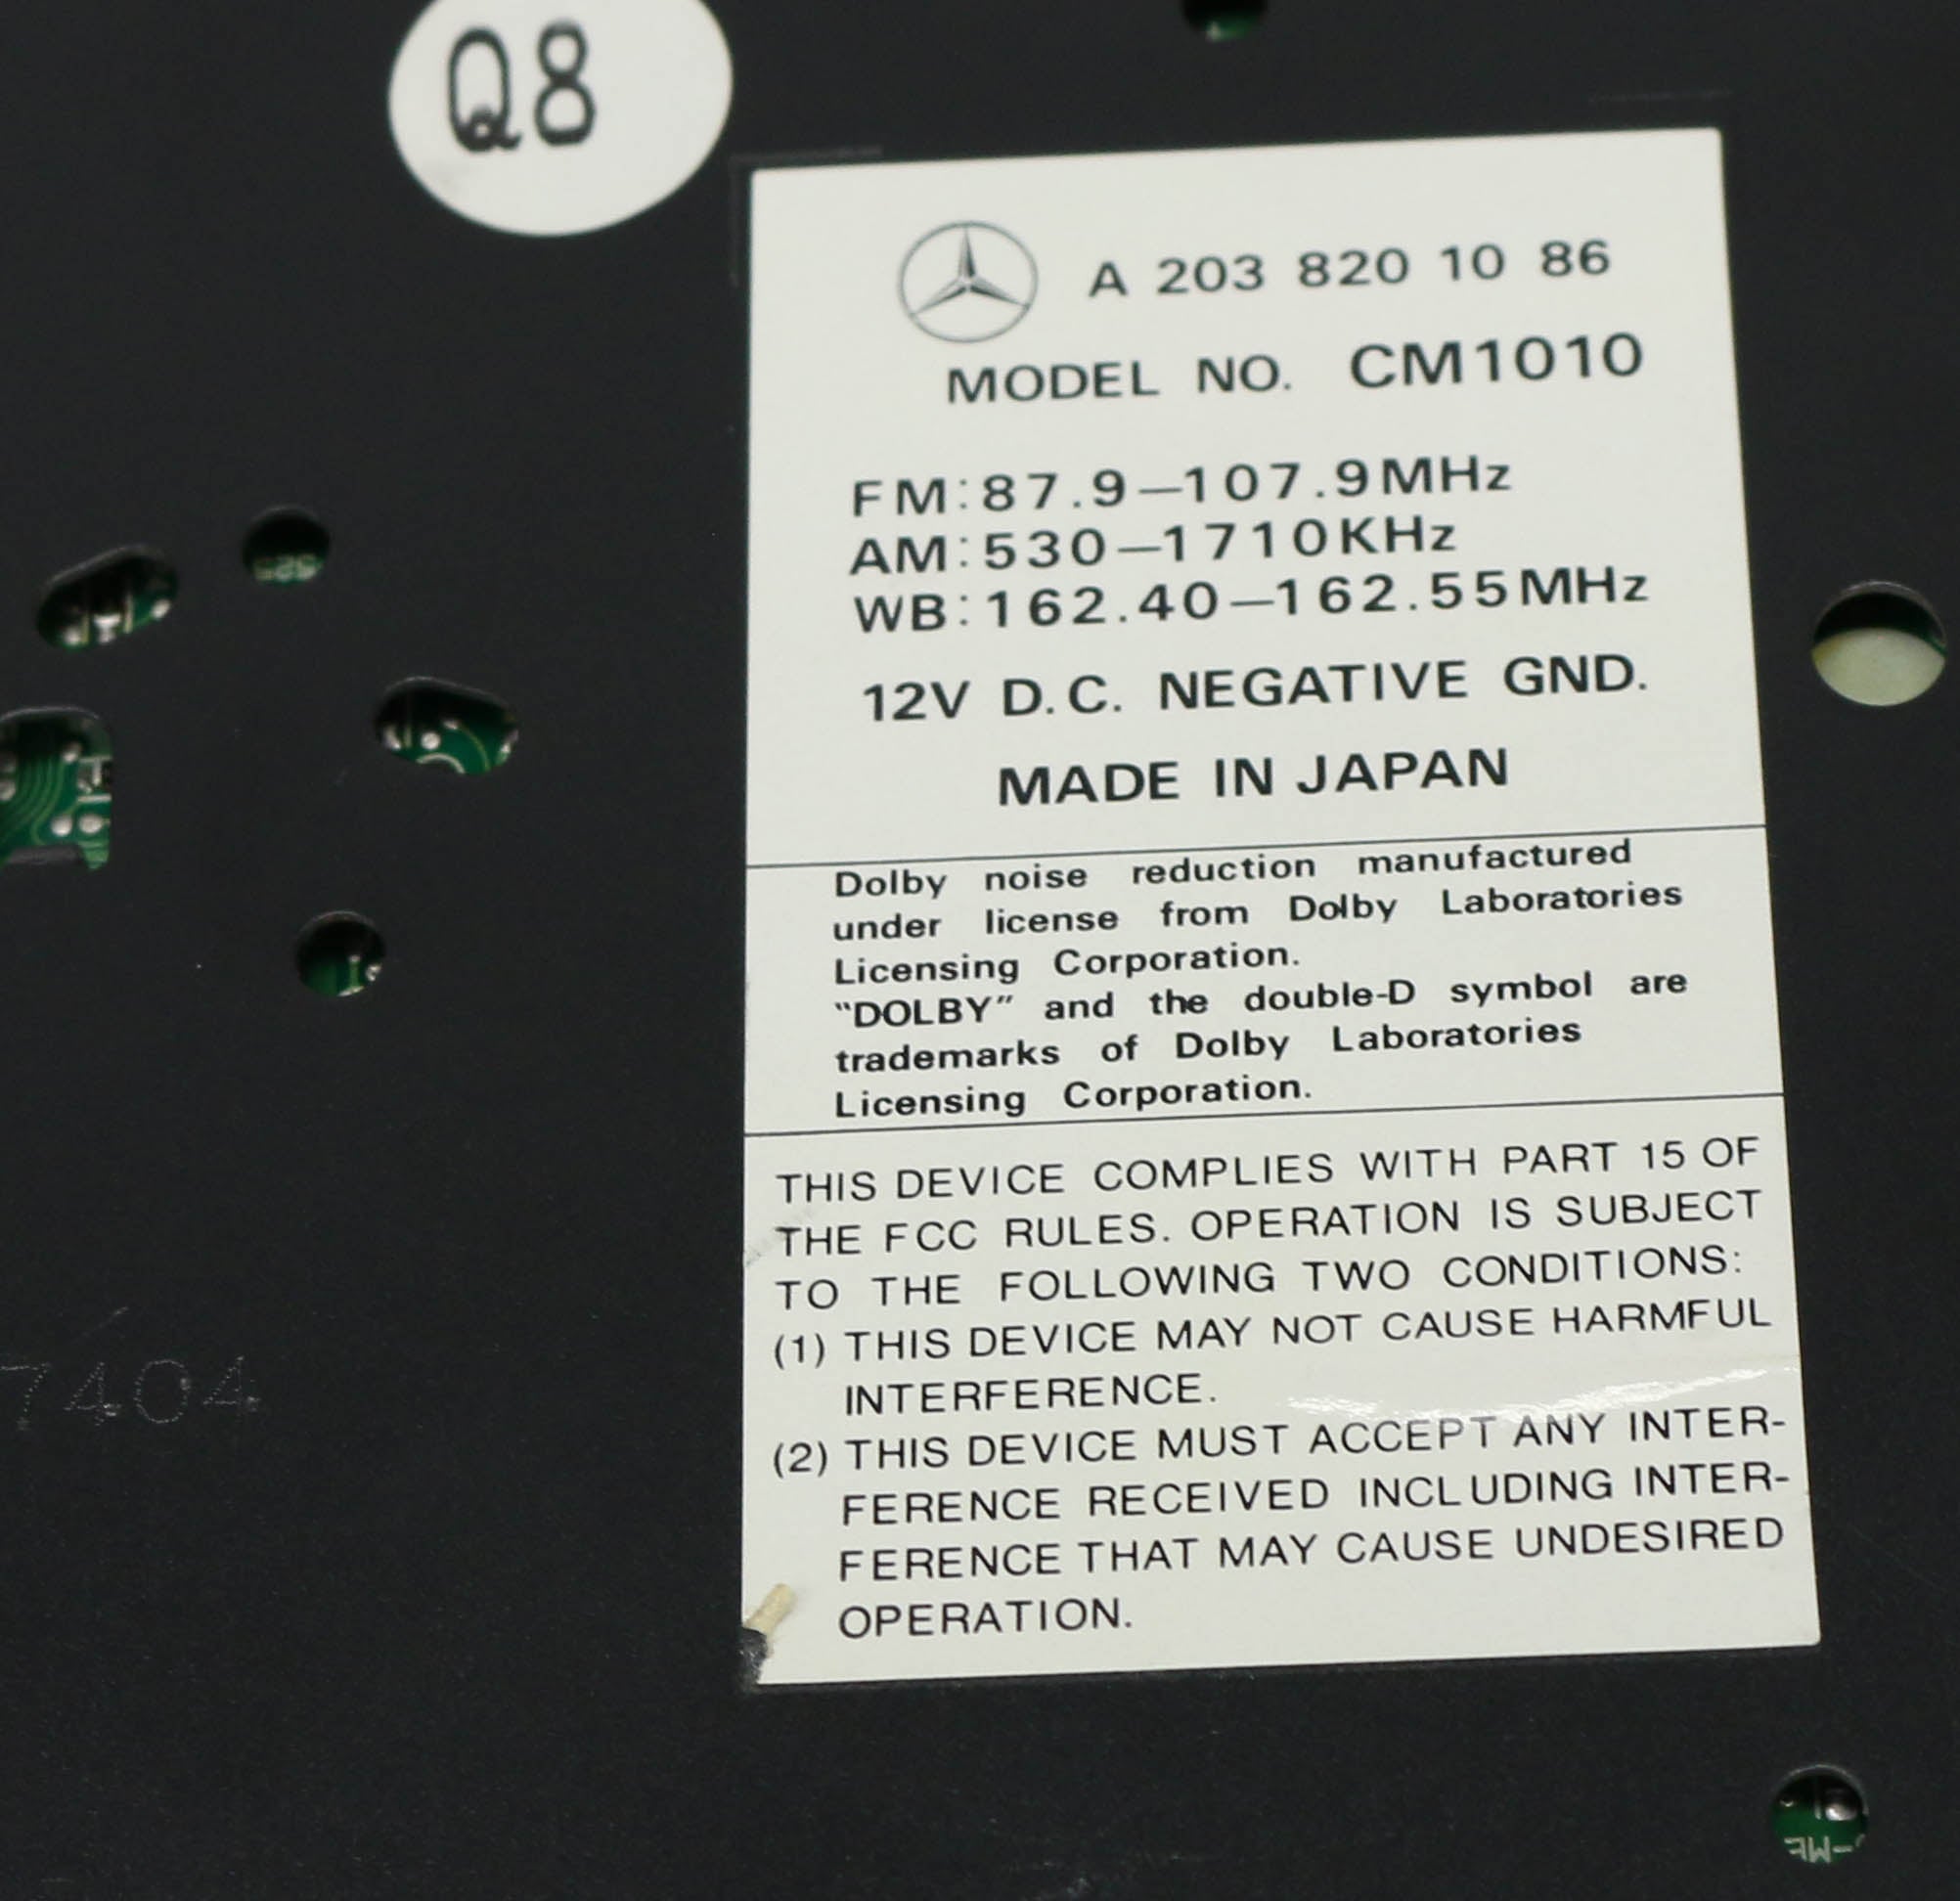 Q8
A 203 820 10 86
MODEL NO. CM1010
FM:87.9—107.9MHz
AM:530—1710KHz
WB:162.40—162.55MHz
12V D.C. NEGATIVE GND.
MADE IN JAPAN
Dolby noise reduction manufactured
under license from Dolby Laboratories
Licensing Corporation.
“DOLBY” and the double-D symbol are
trademarks of Dolby Laboratories
Licensing Corporation.
THIS DEVICE COMPLIES WITH PART 15 OF
THE FCC RULES. OPERATION IS SUBJECT
TO THE FOLLOWING TWO CONDITIONS:
(1) THIS DEVICE MAY NOT CAUSE HARMFUL
INTERFERENCE.
(2) THIS DEVICE MUST ACCEPT ANY INTER-
FERENCE RECEIVED INCLUDING INTER-
FERENCE THAT MAY CAUSE UNDESIRED
OPERATION.
7404